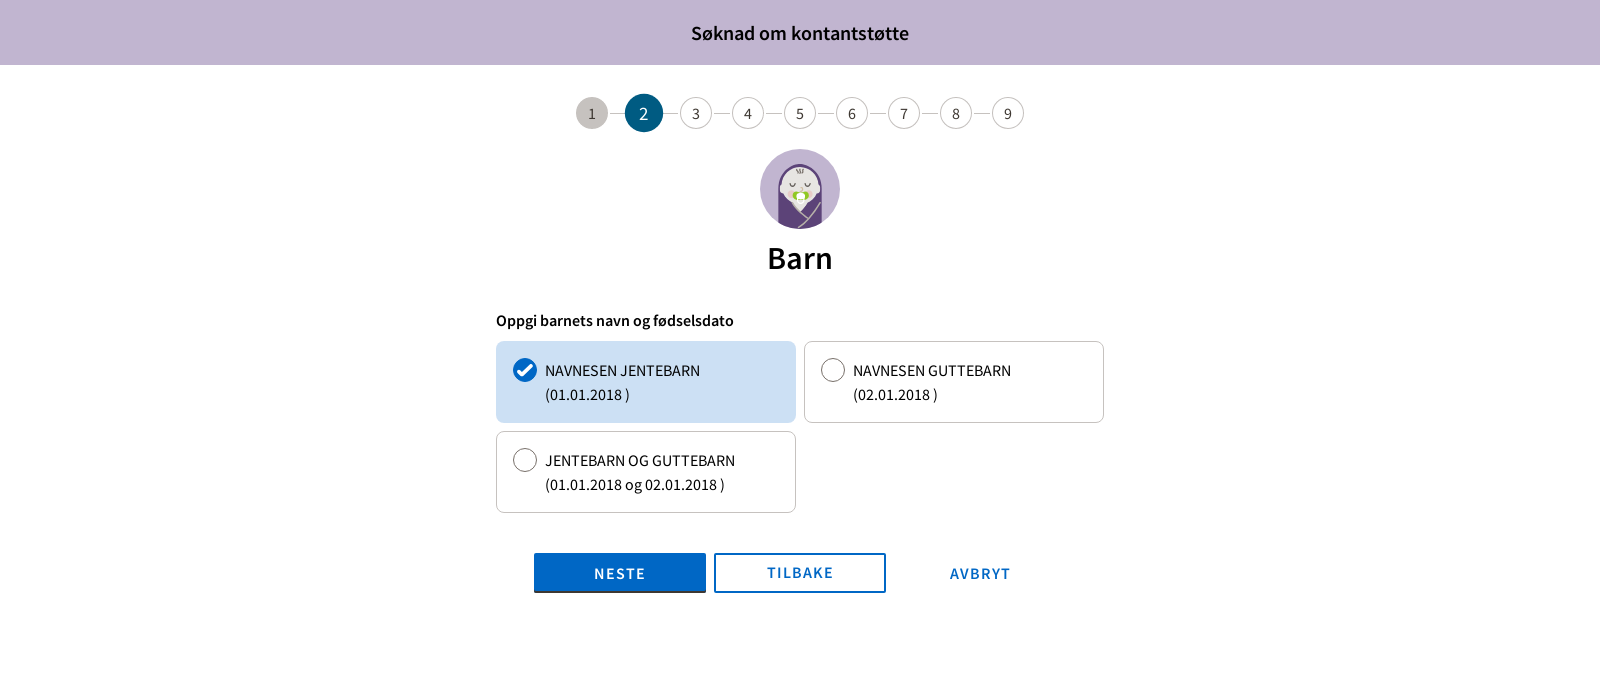 Søknad om kontantstøtte
1 2 3 4 5 6 7 8 9
Barn
Oppgi barnets navn og fødselsdato
NAVNESEN JENTEBARN
(01.01.2018 )
NAVNESEN GUTTEBARN
(02.01.2018 )
JENTEBARN OG GUTTEBARN
(01.01.2018 og 02.01.2018 )
NESTE TILBAKE AVBRYT